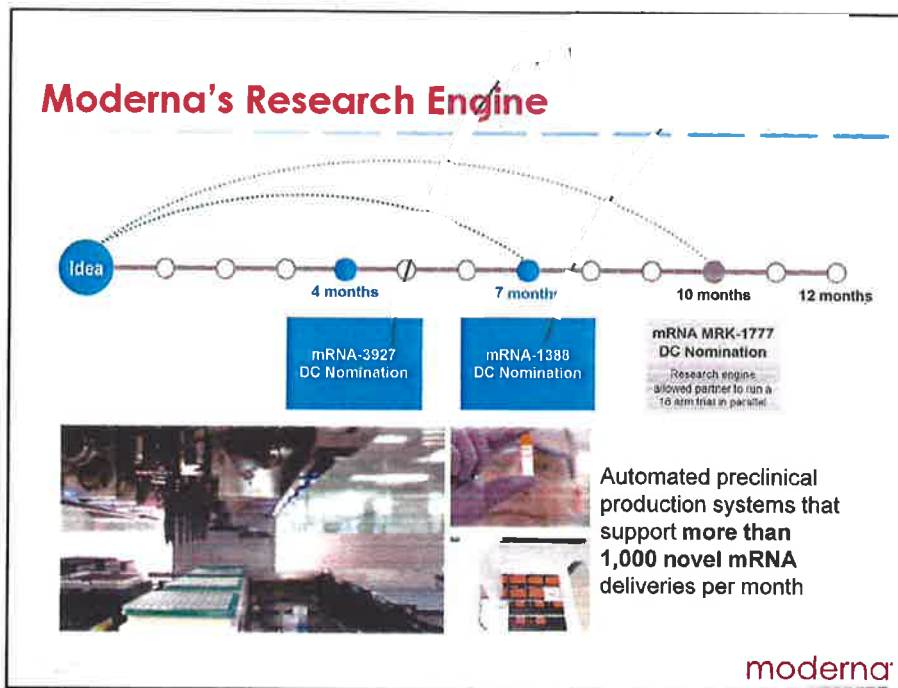 Moderna's Research Engine
Idea
4 months
7 months
10 months
12 months
mRNA-3927
DC Nomination
mRNA-1388
DC Nomination
mRNA MRK-1777
DC Nomination
Research engine
allowed partner to run a
16 arm trial in parallel
Automated preclinical
production systems that
support more than
1,000 novel mRNA
deliveries per month
moderna